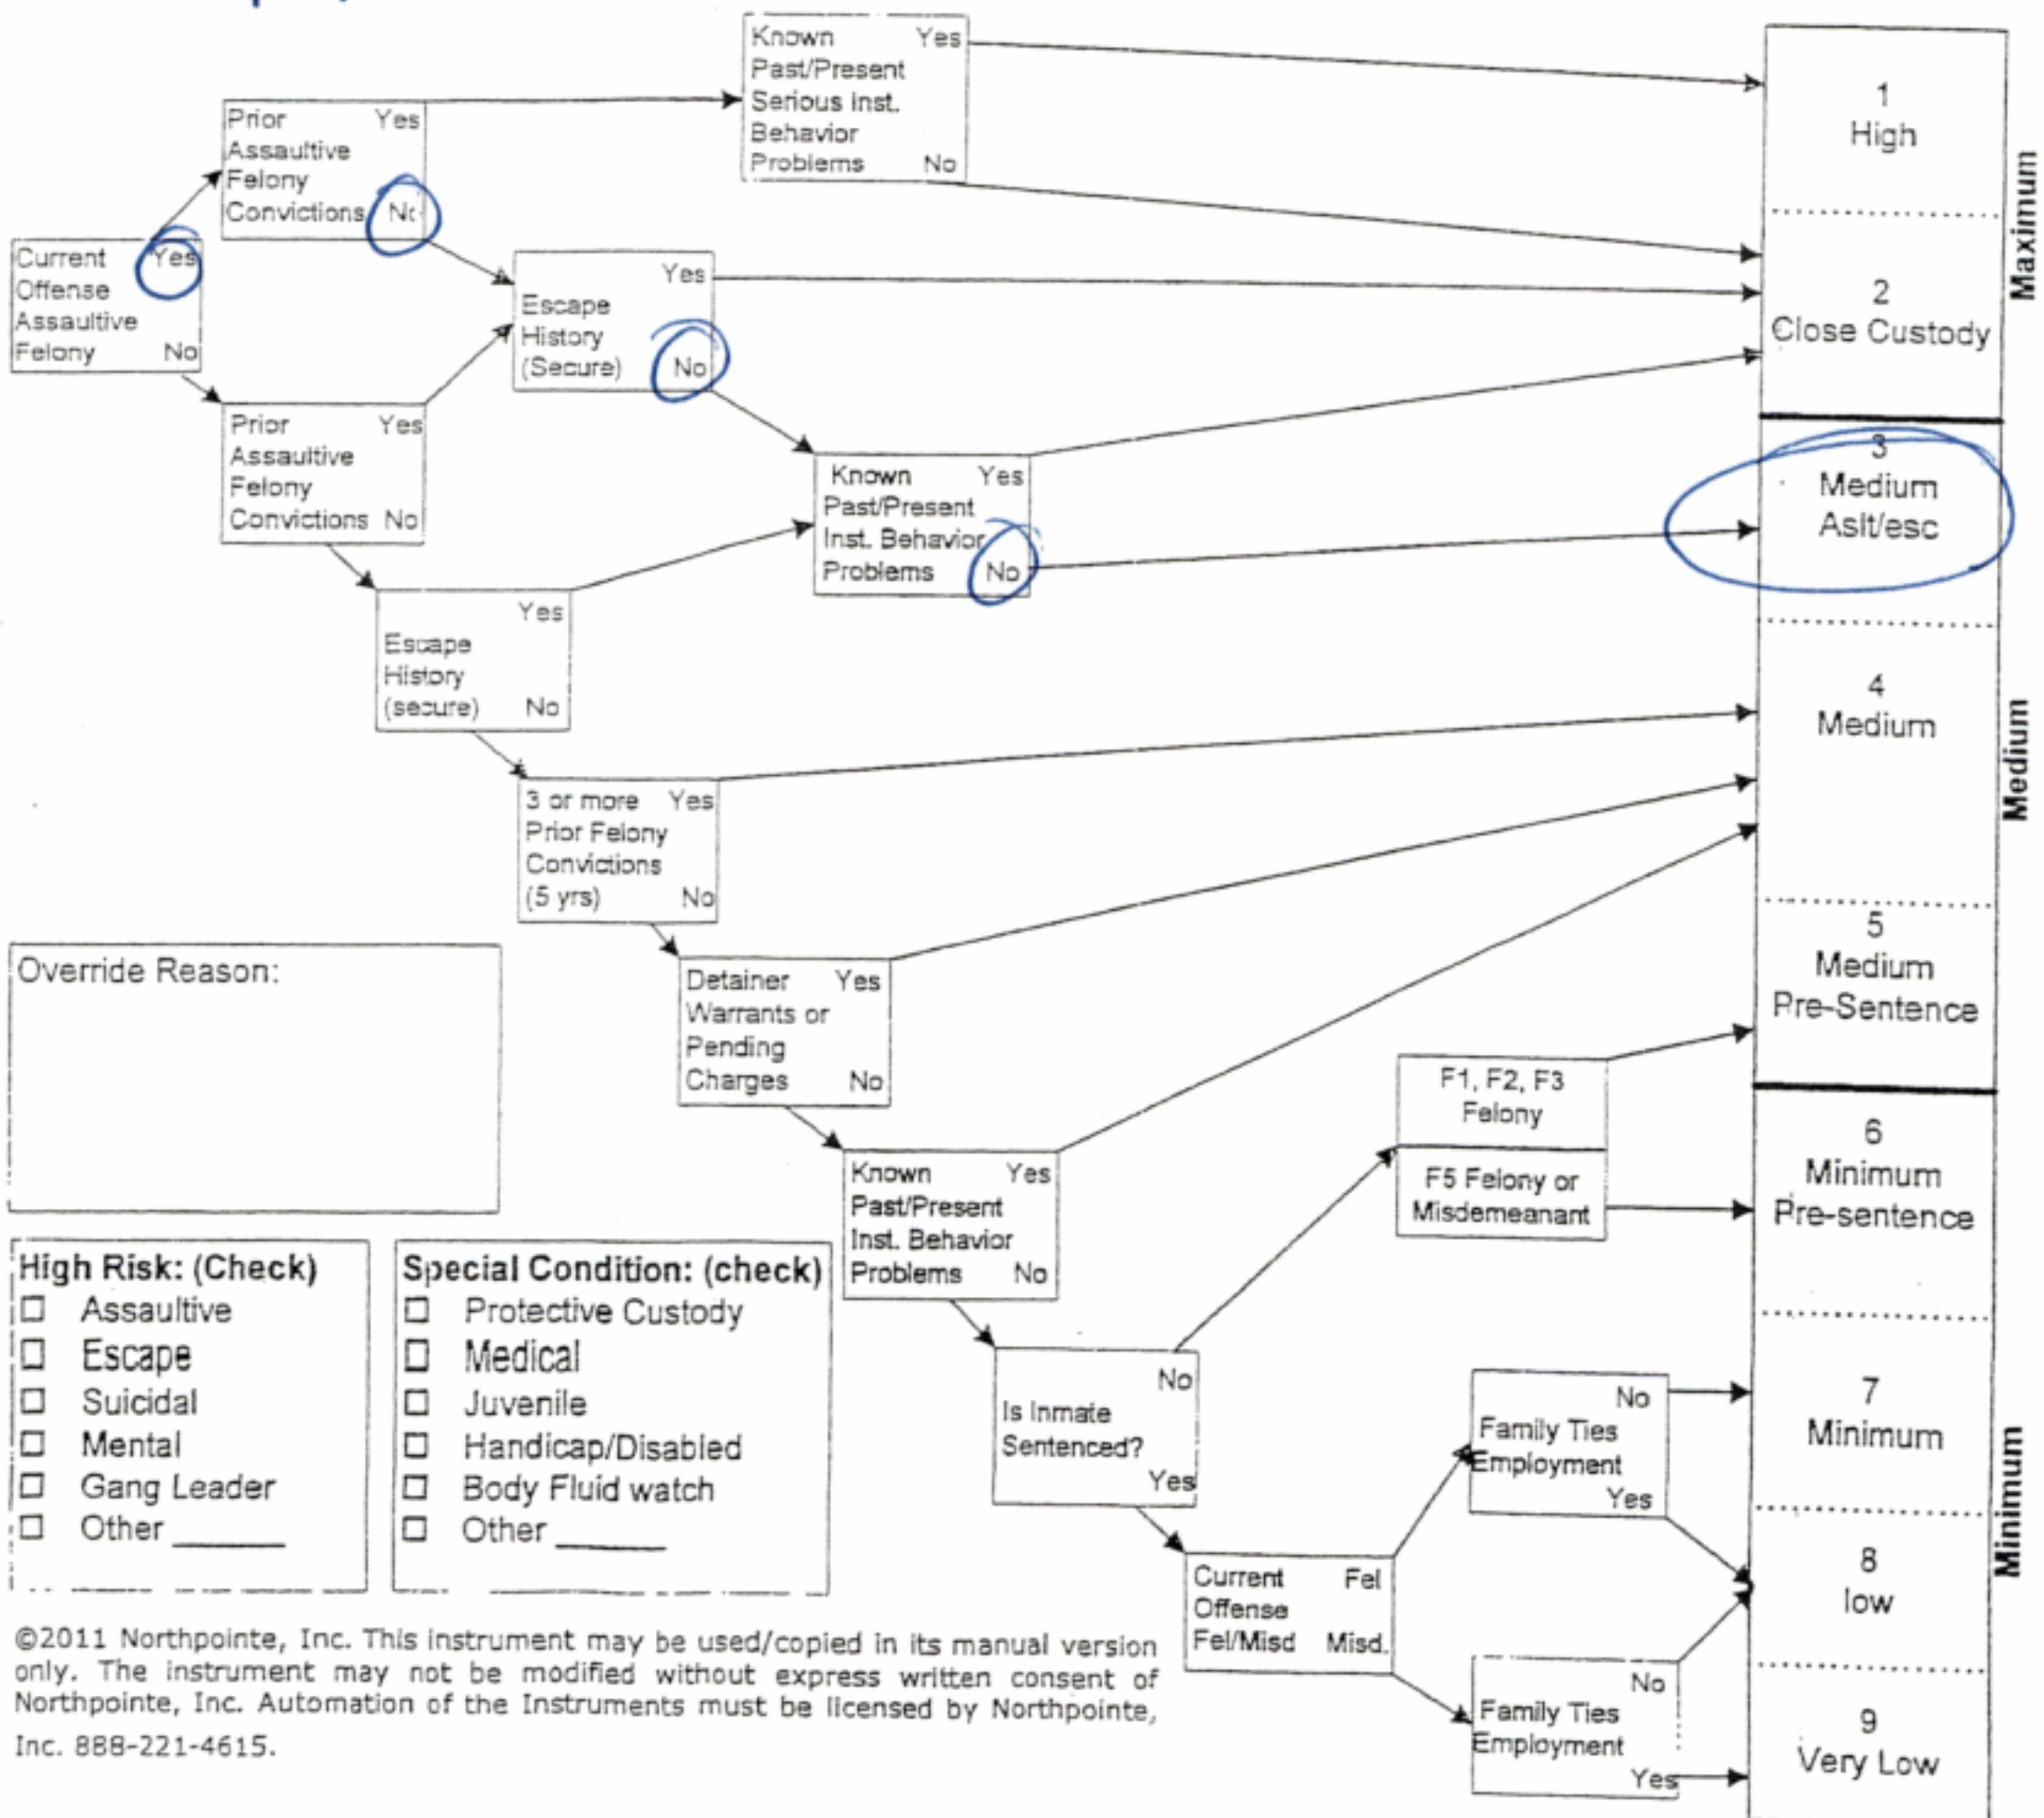 Known Yes
Past/Present
Serious Inst.
Behavior
Problems No
Prior Yes
Assaultive
Felony
Convictions No
Current Yes
Offense
Assaultive
Felony No
Yes
Escape
History
(Secure) No
Prior Yes
Assaultive
Felony
Convictions No
Known Yes
Past/Present
Inst. Behavior
Problems No
Yes
Escape
History
(secure) No
3 or more Yes
Prior Felony
Convictions
(5 yrs) No
Detainer Yes
Warrants or
Pending
Charges No
Known Yes
Past/Present
Inst. Behavior
Problems No
No
Is Inmate
Sentenced?
Yes
F1, F2, F3
Felony
F5 Felony or
Misdemeanant
Current Fel
Offense
Fel/Misd Misd.
No
Family Ties
Employment
Yes
No
Family Ties
Employment
Yes
1
High
2
Close Custody
3
Medium
Aslt/esc
4
Medium
5
Medium
Pre-Sentence
6
Minimum
Pre-sentence
7
Minimum
8
low
9
Very Low
Maximum
Medium
Minimum
Override Reason:
High Risk: (Check)
Assaultive
Escape
Suicidal
Mental
Gang Leader
Other
Special Condition: (check)
Protective Custody
Medical
Juvenile
Handicap/Disabled
Body Fluid watch
Other
©2011 Northpointe, Inc. This instrument may be used/copied in its manual version
only. The instrument may not be modified without express written consent of
Northpointe, Inc. Automation of the Instruments must be licensed by Northpointe,
Inc. 888-221-4615.